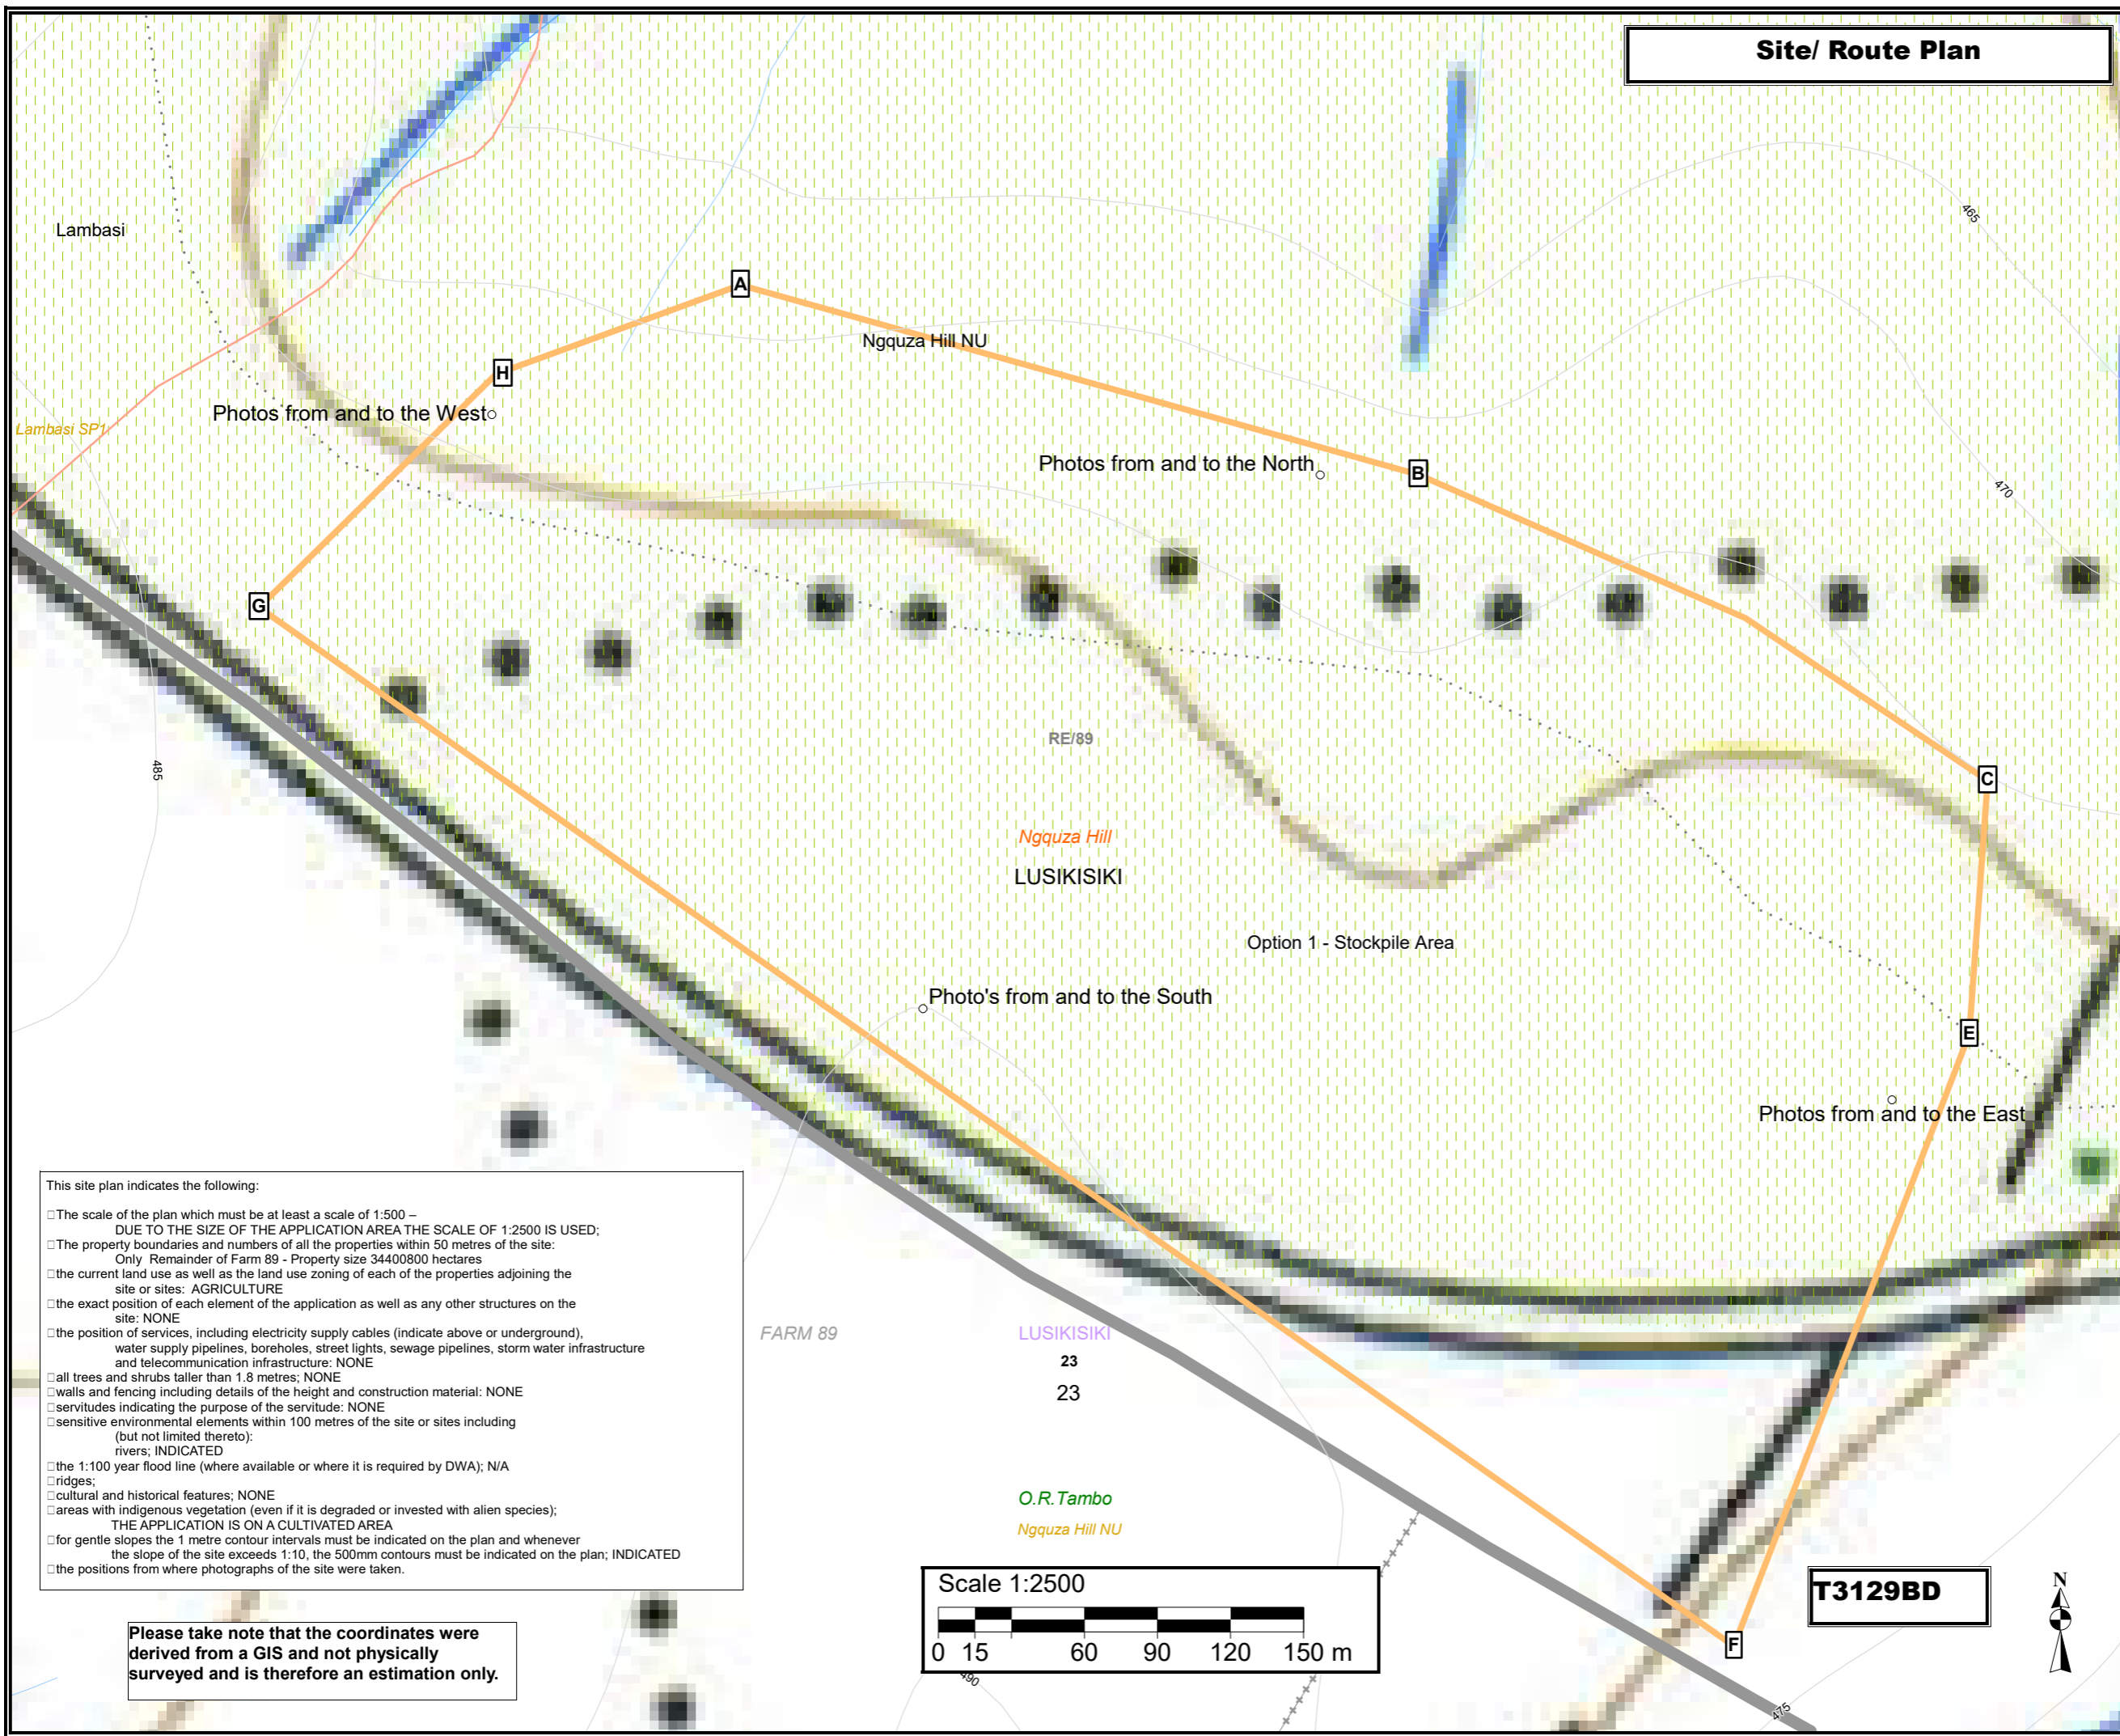 Site/ Route Plan
465
Lambasi
A
Ngquza Hill NU
H
Photos from and to the West
Lambasi SP1
Photos from and to the North
B
470
G
RE/89
485
C
Ngquza Hill
LUSIKISIKI
Option 1 - Stockpile Area
Photo's from and to the South
E
Photos from and to the East
This site plan indicates the following:
□The scale of the plan which must be at least a scale of 1:500 –
DUE TO THE SIZE OF THE APPLICATION AREA THE SCALE OF 1:2500 IS USED;
□The property boundaries and numbers of all the properties within 50 metres of the site:
Only Remainder of Farm 89 - Property size 34400800 hectares
□the current land use as well as the land use zoning of each of the properties adjoining the
site or sites: AGRICULTURE
□the exact position of each element of the application as well as any other structures on the
site: NONE
□the position of services, including electricity supply cables (indicate above or underground),
water supply pipelines, boreholes, street lights, sewage pipelines, storm water infrastructure
and telecommunication infrastructure: NONE
□all trees and shrubs taller than 1.8 metres; NONE
□walls and fencing including details of the height and construction material: NONE
□servitudes indicating the purpose of the servitude: NONE
□sensitive environmental elements within 100 metres of the site or sites including
(but not limited thereto):
rivers; INDICATED
□the 1:100 year flood line (where available or where it is required by DWA); N/A
□ridges;
□cultural and historical features; NONE
□areas with indigenous vegetation (even if it is degraded or invested with alien species);
THE APPLICATION IS ON A CULTIVATED AREA
□for gentle slopes the 1 metre contour intervals must be indicated on the plan and whenever
the slope of the site exceeds 1:10, the 500mm contours must be indicated on the plan; INDICATED
□the positions from where photographs of the site were taken.
FARM 89
LUSIKISIKI
23
23
O.R.Tambo
Ngquza Hill NU
Scale 1:2500
0 15 60 90 120 150 m
T3129BD
N
F
Please take note that the coordinates were
derived from a GIS and not physically
surveyed and is therefore an estimation only.
490
475